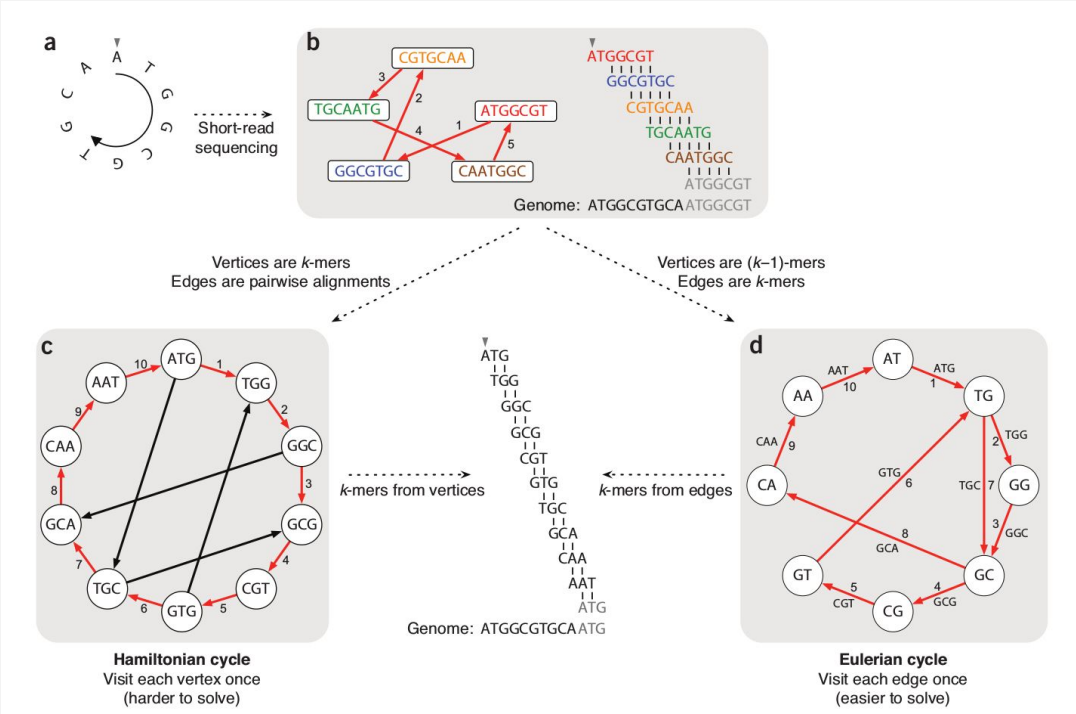 a
A
T
G
G
C
G
T
G
C
A
Short-read
sequencing
b
CGTGCAA
TGCAATG
ATGGCGT
GGCGTGC
CAATGGC
1
2
3
4
5
ATGGCGT
GGCGTGC
CGTGCAA
TGCAATG
CAATGGC
ATGGCGT
Genome: ATGGCGTGCAATGGCGT
Vertices are k-mers
Edges are pairwise alignments
Vertices are (k–1)-mers
Edges are k-mers
c
ATG
1
TGG
2
GGC
3
GCG
4
CGT
5
GTG
6
TGC
7
GCA
8
CAA
9
AAT
10
Hamiltonian cycle
Visit each vertex once
(harder to solve)
k-mers from vertices
ATG
TGG
GGC
GCG
CGT
GTG
TGC
GCA
CAA
AAT
ATG
Genome: ATGGCGTGCAATG
k-mers from edges
d
AT
ATG
1
TG
2 TGG
GG
3 GGC
GC
4
GCG
CG
5
CGT
GT
GTG
6
TGC 7
8
GCA
CA
CAA 9
AA
AAT
10
Eulerian cycle
Visit each edge once
(easier to solve)